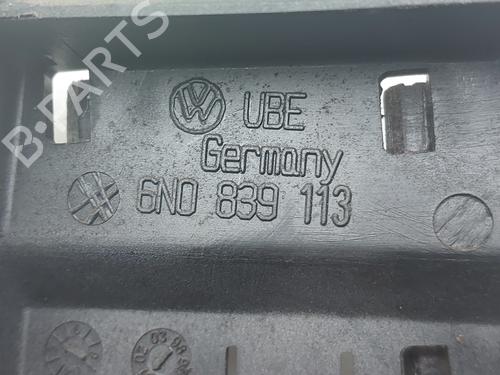 B-PARTS
UBE
Germany
6N0 839 113